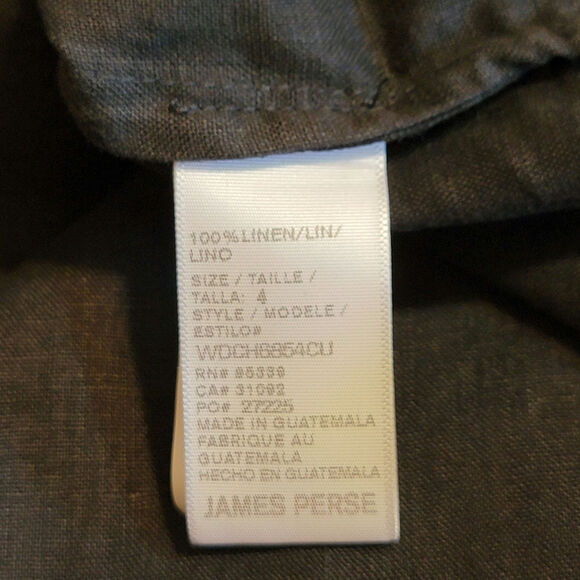 100% LINEN/LIN/
LINO
SIZE / TAILLE /
TALLA: 4
STYLE / MODELE /
ESTILO#
WDCH6854CU
RN# 85339
CA# 31092
PO# 27225
MADE IN GUATEMALA
FABRIQUE AU
GUATEMALA
HECHO EN GUATEMALA
JAMES PERSE